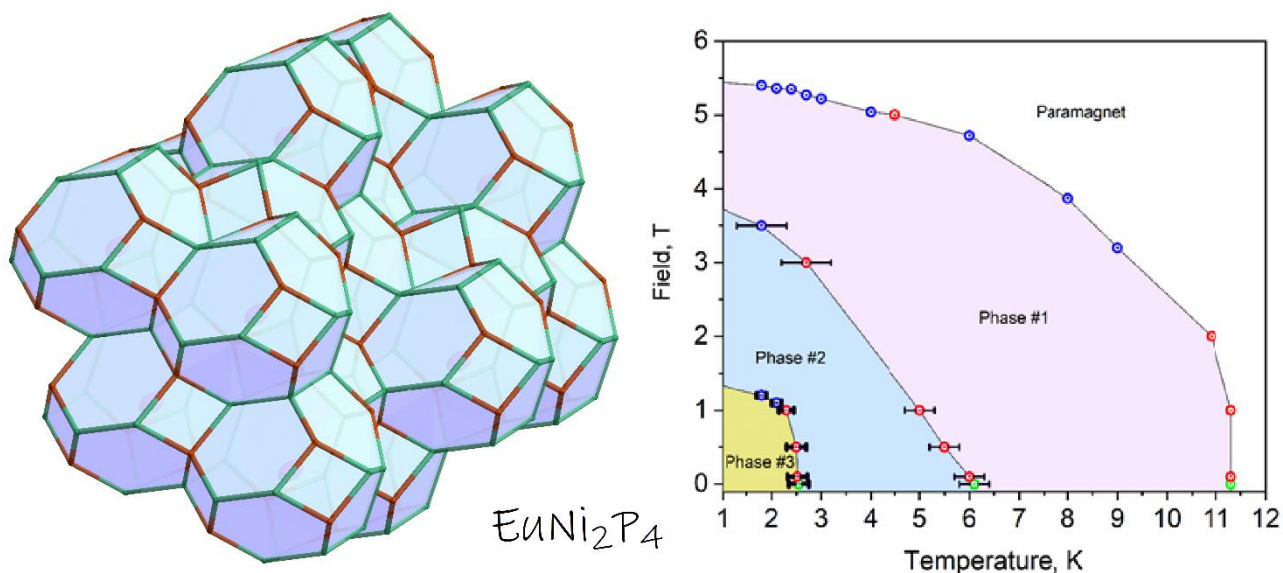 EuNi₂P₄
6
5
4
3
2
1
0
Field, T
Paramagnet
Phase #1
Phase #2
Phase #3
1 2 3 4 5 6 7 8 9 10 11 12
Temperature, K